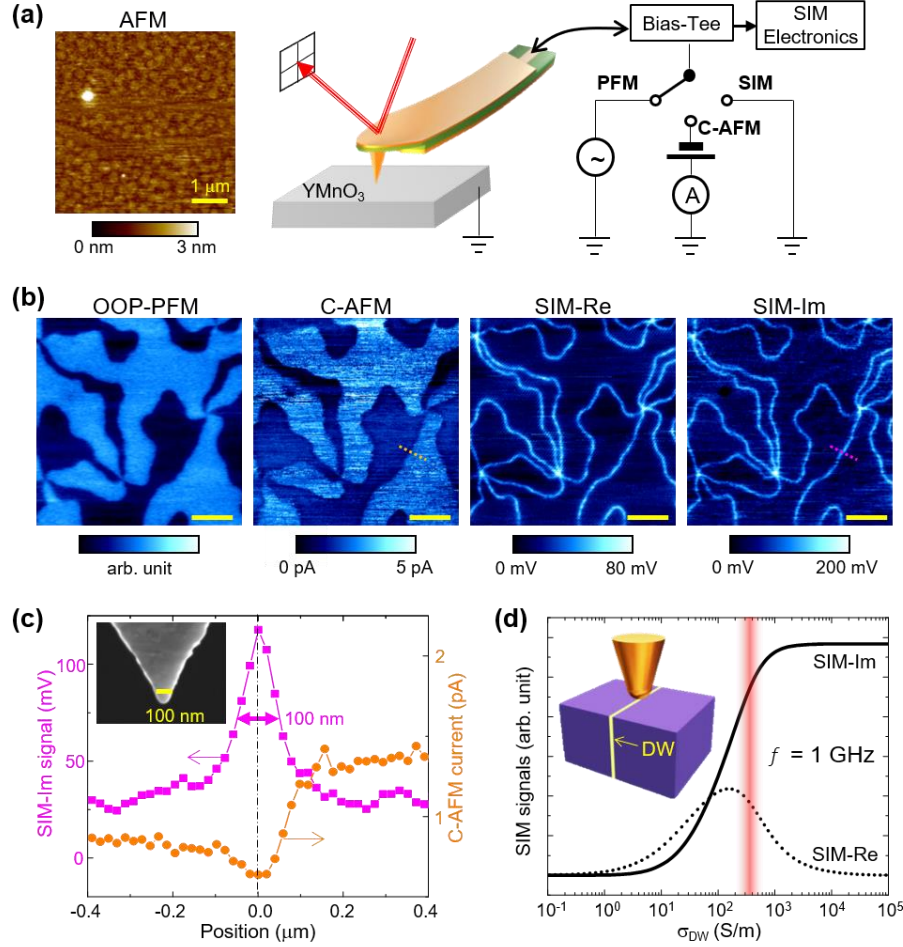 (a)
AFM
1 μm
0 nm
3 nm
YMnO3
Bias-Tee
SIM
Electronics
PFM
SIM
C-AFM
~
A
(b)
OOP-PFM
C-AFM
SIM-Re
SIM-Im
arb. unit
0 pA
5 pA
0 mV
80 mV
0 mV
200 mV
(c)
SIM-Im signal (mV)
100
50
0
100 nm
100 nm
2
1
C-AFM current (pA)
-0.4
-0.2
0.0
0.2
0.4
Position (μm)
(d)
SIM signals (arb. unit)
DW
SIM-Im
f = 1 GHz
SIM-Re
10⁻¹
10⁰
10¹
10²
10³
10⁴
10⁵
σDW (S/m)